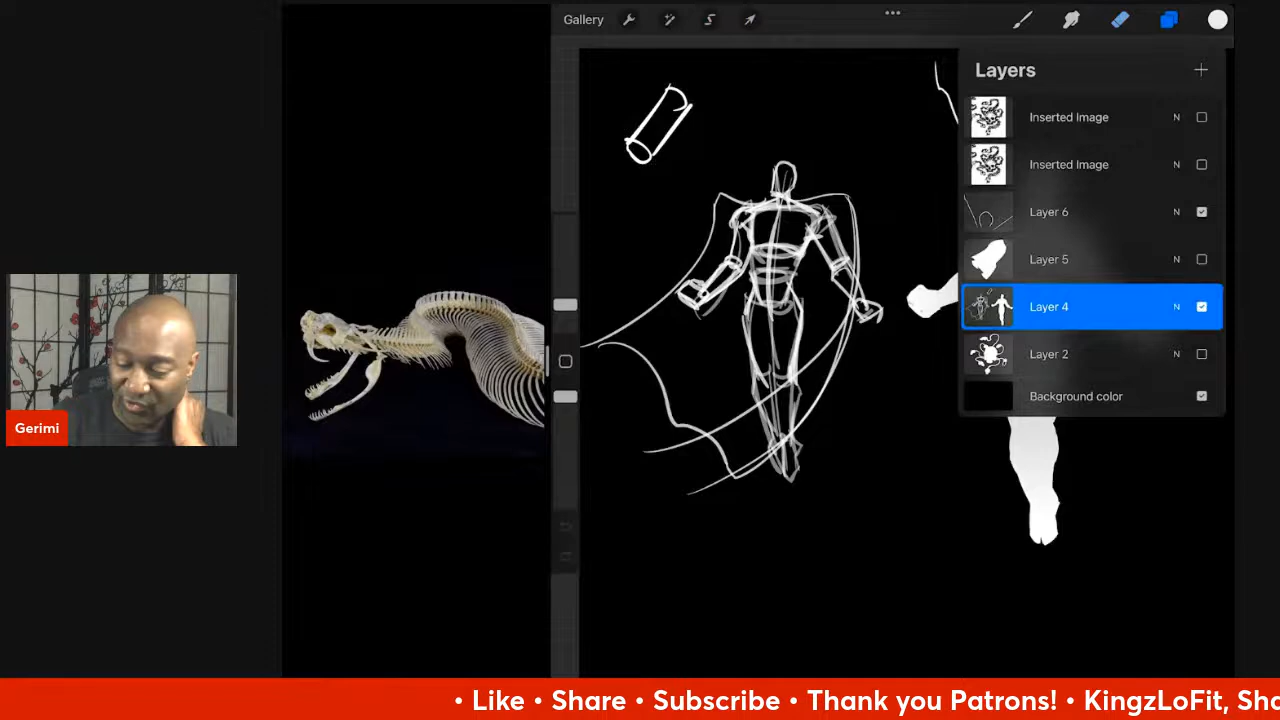 Gallery
Layers
Inserted Image N
Inserted Image N
Layer 6 N
Layer 5 N
Layer 4 N
Layer 2 N
Background color
Gerimi
• Like • Share • Subscribe • Thank you Patrons! • KingzLoFit, Sha